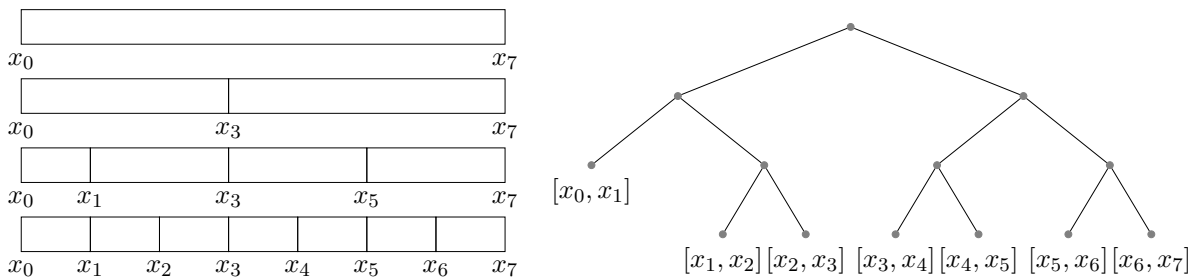 $x_0$ $x_7$
$x_0$ $x_3$ $x_7$
$x_0$ $x_1$ $x_3$ $x_5$ $x_7$
$x_0$ $x_1$ $x_2$ $x_3$ $x_4$ $x_5$ $x_6$ $x_7$
$[x_0, x_1]$
$[x_1, x_2]$ $[x_2, x_3]$ $[x_3, x_4]$ $[x_4, x_5]$ $[x_5, x_6]$ $[x_6, x_7]$